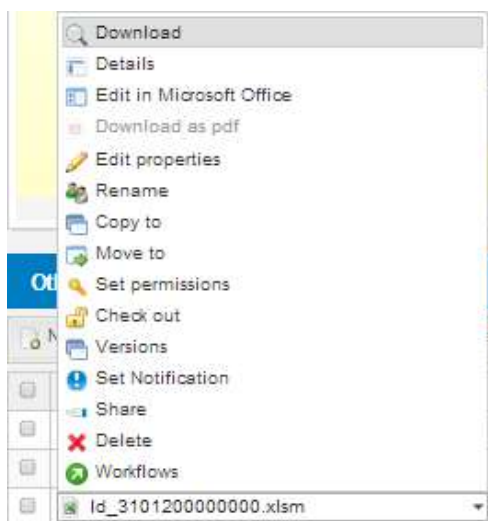 Download
Details
Edit in Microsoft Office
Download as pdf
Edit properties
Rename
Copy to
Move to
Set permissions
Check out
Versions
Set Notification
Share
Delete
Workflows
Id_3101200000000.xlsm